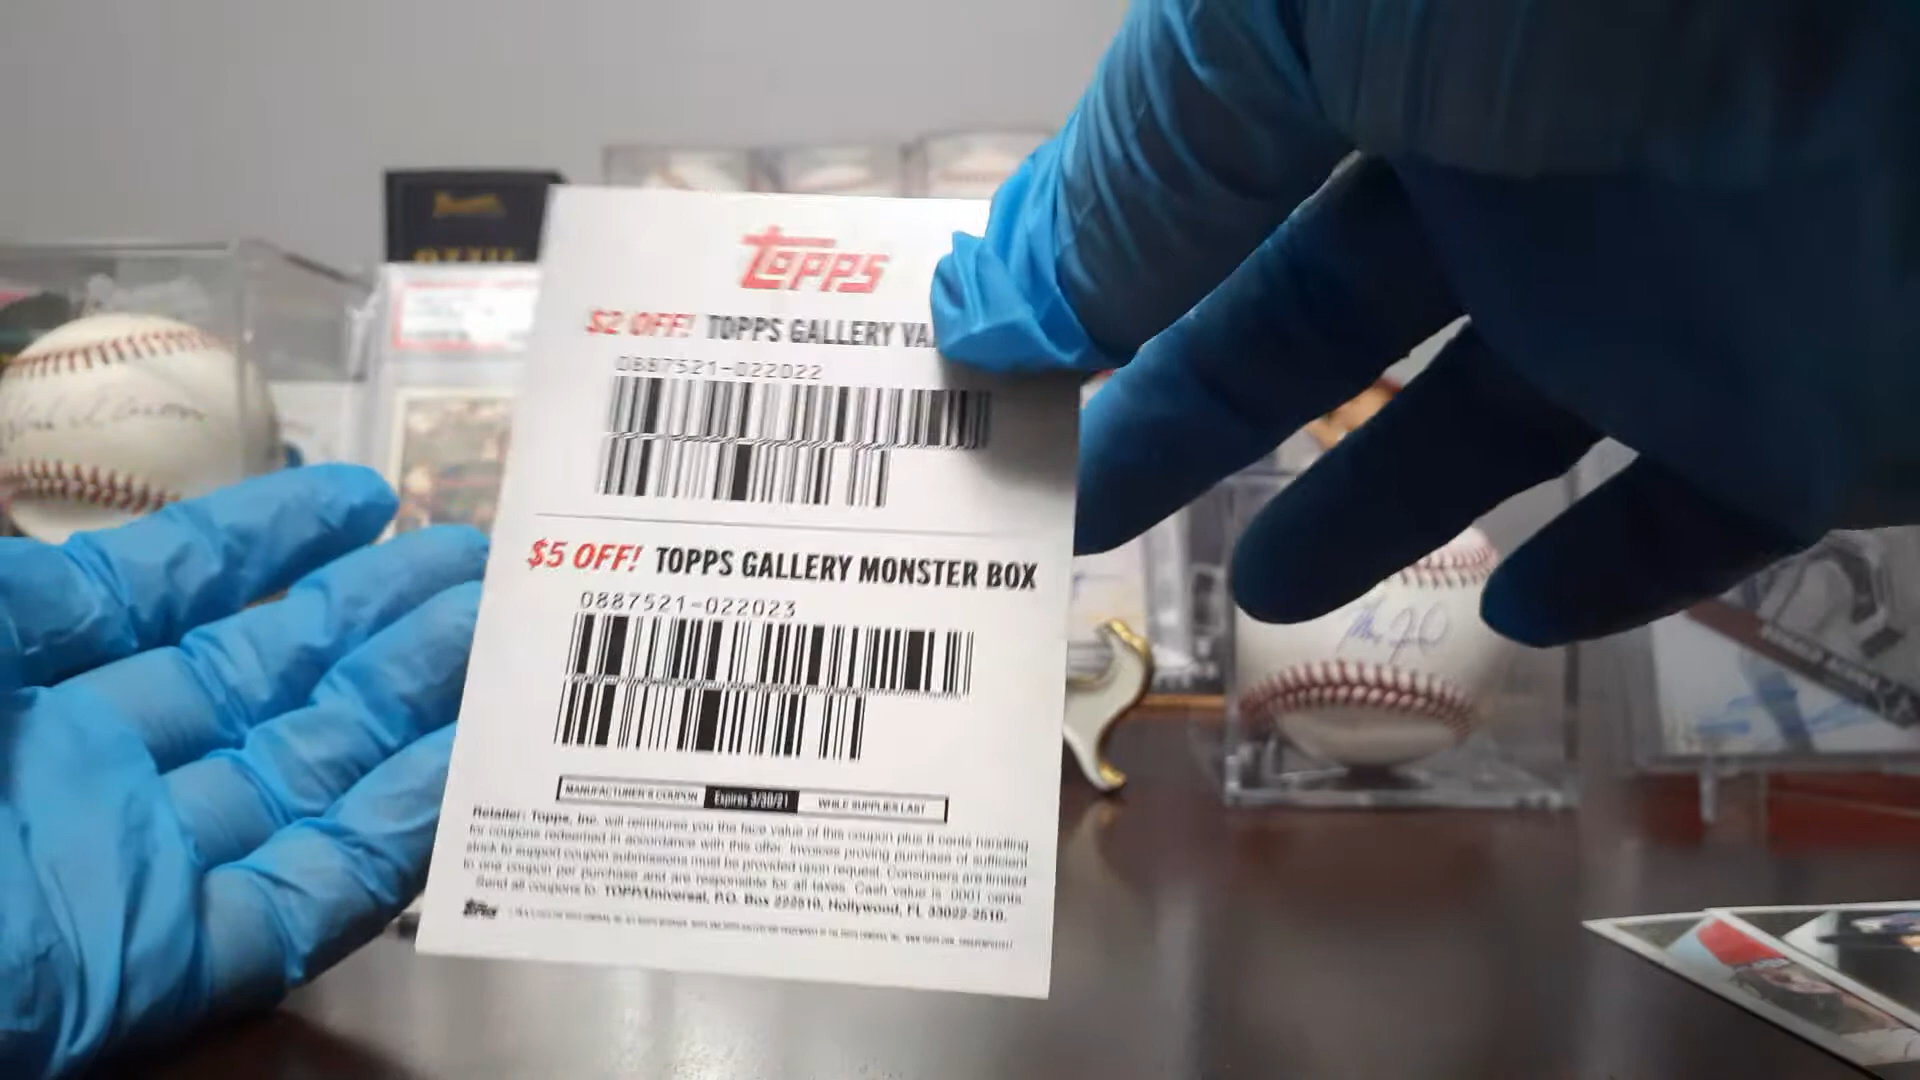 TOPPS
$2 OFF! TOPPS GALLERY VA
0887521-022022
$5 OFF! TOPPS GALLERY MONSTER BOX
0887521-022023
MANUFACTURER'S COUPON Expires 3/30/21 WHILE SUPPLIES LAST
Retailer: Topps, Inc. will reimburse you the face value of this coupon plus 8 cents handling
for coupons redeemed in accordance with this offer. Invoices proving purchase of sufficient
stock to support coupon submissions must be provided upon request. Consumers are limited
to one coupon per purchase and are responsible for all taxes. Cash value is .0001 cents.
Send all coupons to: TOPP/Universal, P.O. Box 222510, Hollywood, FL 33022-2510.
Topps